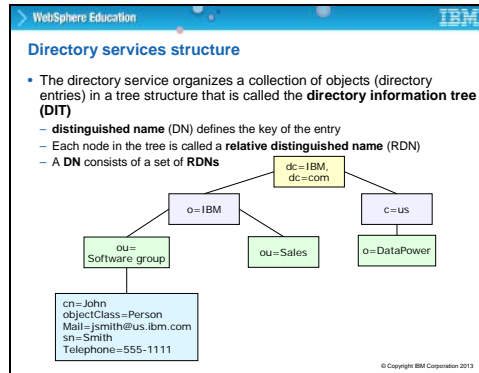 WebSphere Education
IBM
Directory services structure
• The directory service organizes a collection of objects (directory
entries) in a tree structure that is called the directory information tree
(DIT)
– distinguished name (DN) defines the key of the entry
– Each node in the tree is called a relative distinguished name (RDN)
– A DN consists of a set of RDNs
dc=IBM,
dc=com
o=IBM
c=us
ou=
Software group
ou=Sales
o=DataPower
cn=John
objectClass=Person
Mail=jsmith@us.ibm.com
sn=Smith
Telephone=555-1111
© Copyright IBM Corporation 2013